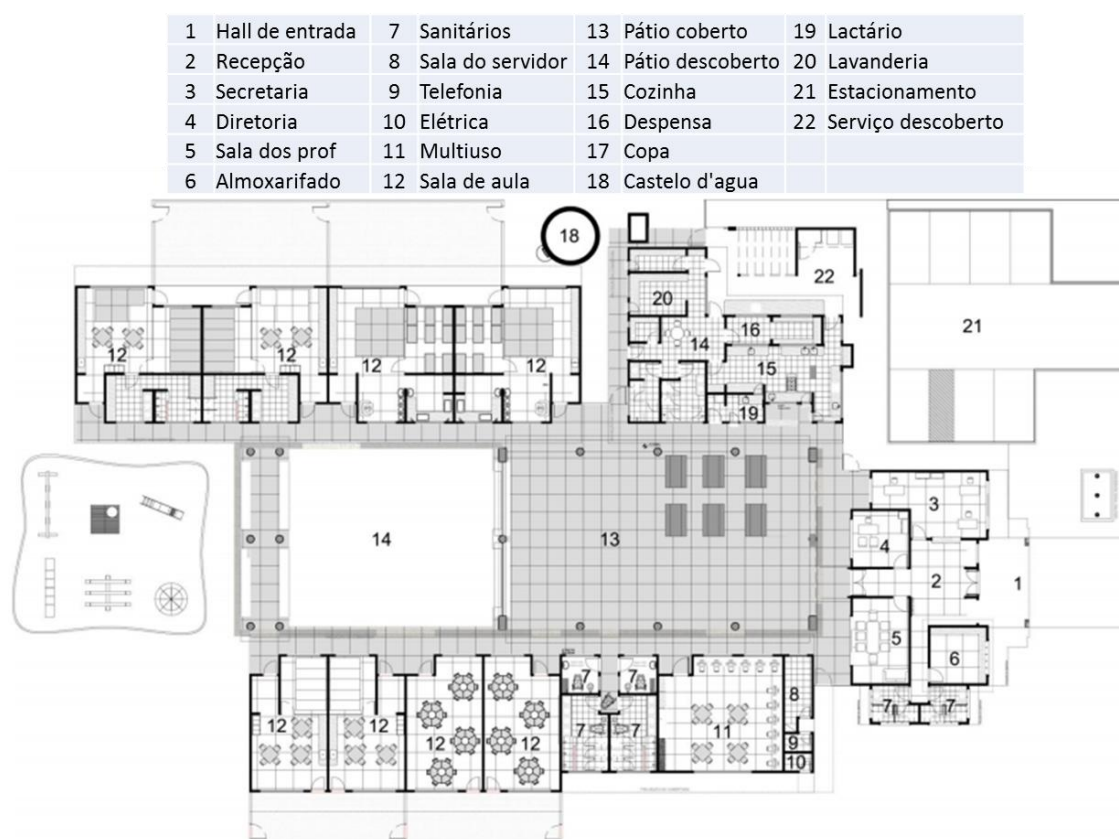 1 Hall de entrada 7 Sanitários 13 Pátio coberto 19 Lactário
2 Recepção 8 Sala do servidor 14 Pátio descoberto 20 Lavanderia
3 Secretaria 9 Telefonia 15 Cozinha 21 Estacionamento
4 Diretoria 10 Elétrica 16 Despensa 22 Serviço descoberto
5 Sala dos prof 11 Multiuso 17 Copa
6 Almoxarifado 12 Sala de aula 18 Castelo d'agua
18
22
20
16
21
14
12 12 12 12
15
19
3
14 13
4
2 1
5
6
7 7
8
7 7
12 12 12 12 7 7 11
9
10